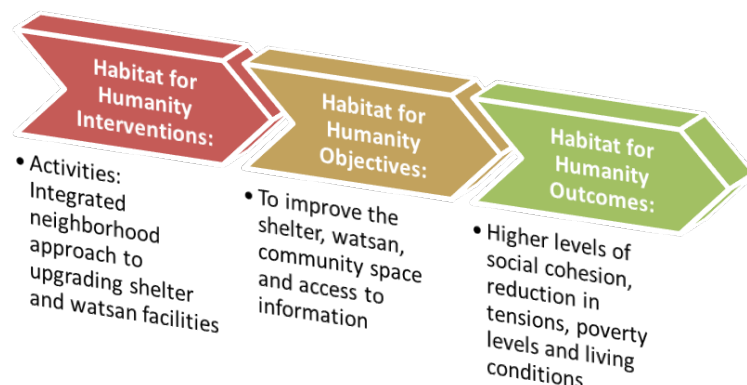 Habitat for
Humanity
Interventions:
• Activities:
Integrated
neighborhood
approach to
upgrading shelter
and watsan facilities
Habitat for
Humanity
Objectives:
• To improve the
shelter, watsan,
community space
and access to
information
Habitat for
Humanity
Outcomes:
• Higher levels of
social cohesion,
reduction in
tensions, poverty
levels and living
conditions